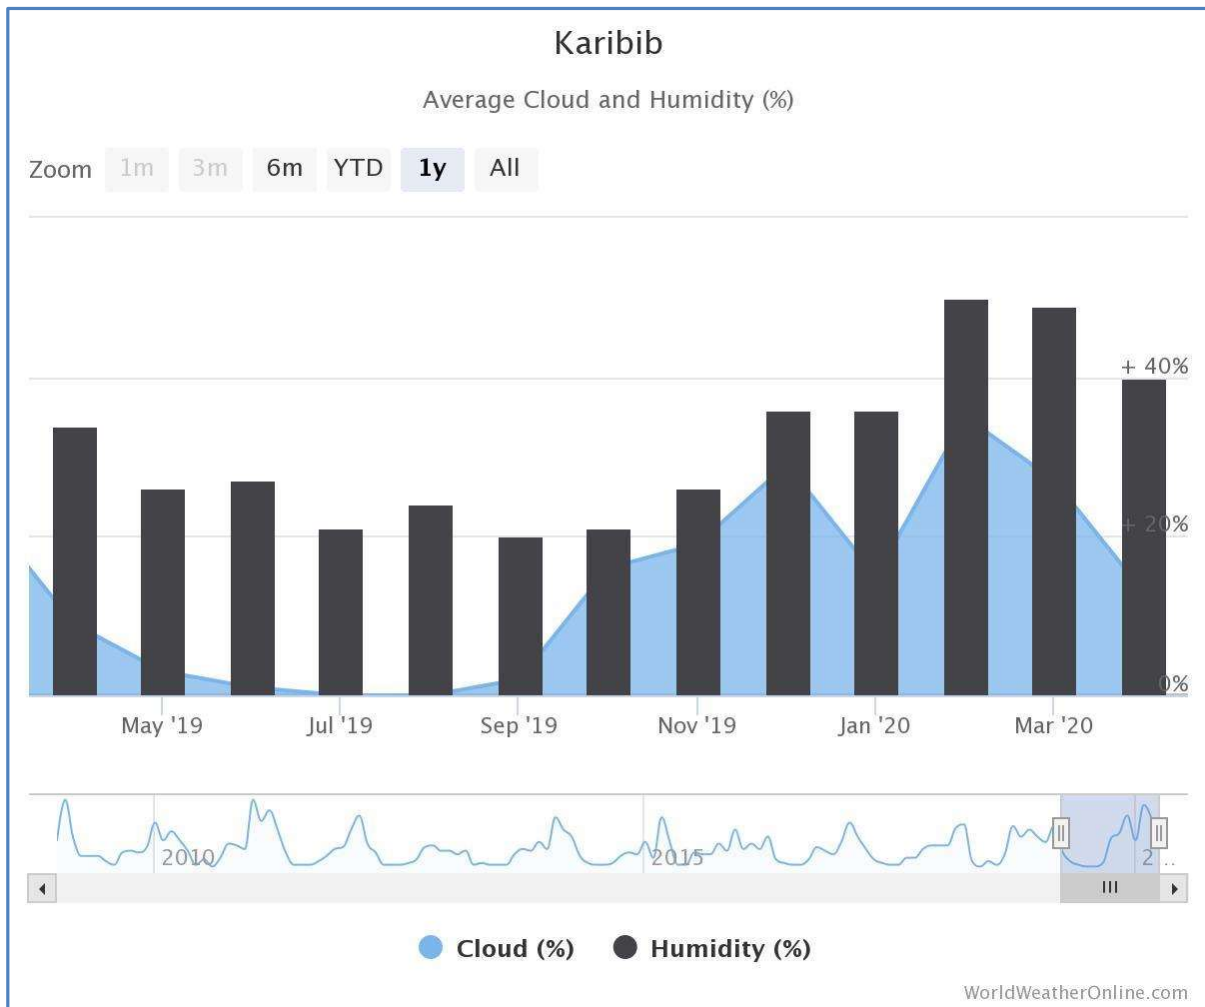 Karibib
Average Cloud and Humidity (%)
Zoom 1m 3m 6m YTD 1y All
+ 40%
+ 20%
0%
May '19 Jul '19 Sep '19 Nov '19 Jan '20 Mar '20
2010 2015 2...
Cloud (%) Humidity (%)
WorldWeatherOnline.com